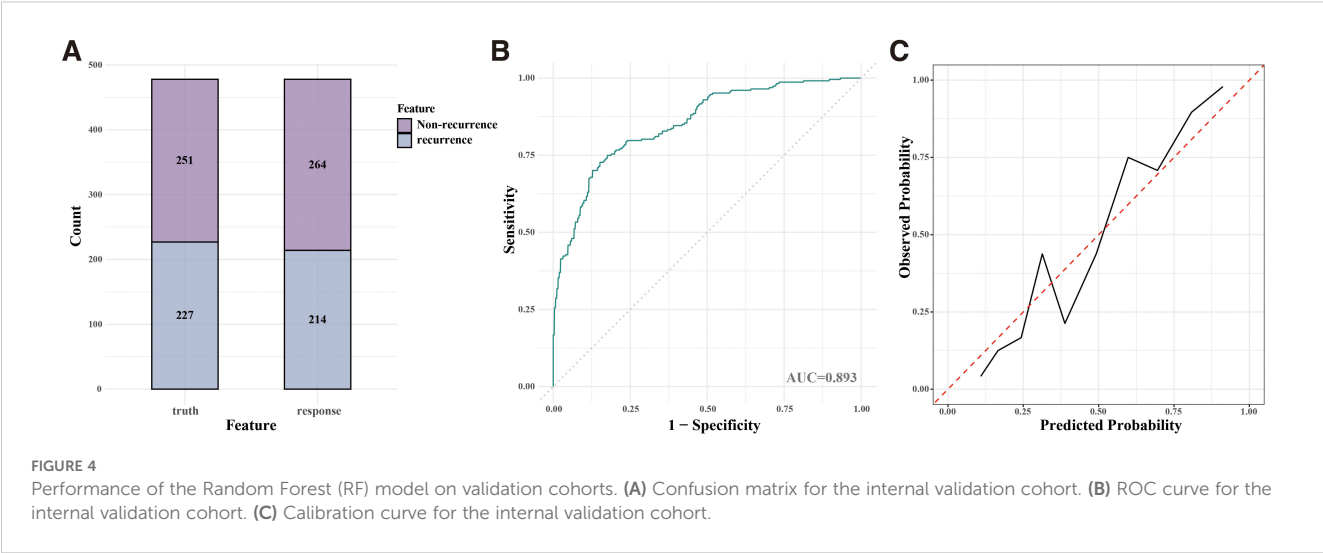 A
500
400
300
200
100
0
Count
251
227
264
214
truth
response
Feature
Feature
Non-recurrence
recurrence
B
1.00
0.75
0.50
0.25
0.00
Sensitivity
AUC=0.893
0.00 0.25 0.50 0.75 1.00
1 − Specificity
C
1.00
0.75
0.50
0.25
0.00
Observed Probability
0.00 0.25 0.50 0.75 1.00
Predicted Probability
FIGURE 4
Performance of the Random Forest (RF) model on validation cohorts. (A) Confusion matrix for the internal validation cohort. (B) ROC curve for the
internal validation cohort. (C) Calibration curve for the internal validation cohort.